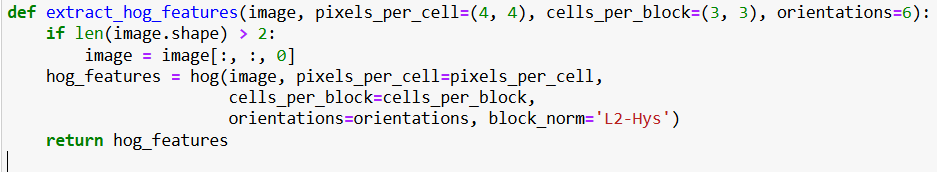 def extract_hog_features(image, pixels_per_cell=(4, 4), cells_per_block=(3, 3), orientations=6):
    if len(image.shape) > 2:
        image = image[:, :, 0]
    hog_features = hog(image, pixels_per_cell=pixels_per_cell,
                       cells_per_block=cells_per_block,
                       orientations=orientations, block_norm='L2-Hys')
    return hog_features